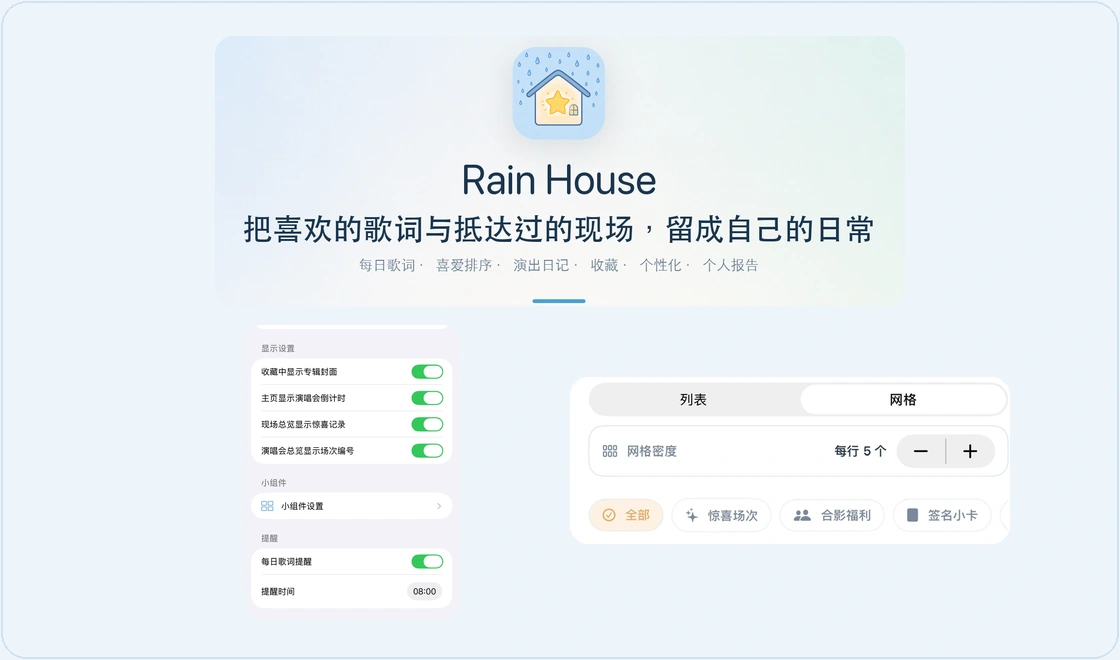 Rain House
把喜欢的歌词与抵达过的现场，留成自己的日常
每日歌词 · 喜爱排序 · 演出日记 · 收藏 · 个性化 · 个人报告
显示设置
收藏中显示专辑封面
主页显示演唱会倒计时
现场总览显示惊喜记录
演唱会总览显示场次编号
小组件
小组件设置
提醒
每日歌词提醒
提醒时间 08:00
列表 网格
网格密度 每行 5 个 − +
全部 惊喜场次 合影福利 签名小卡